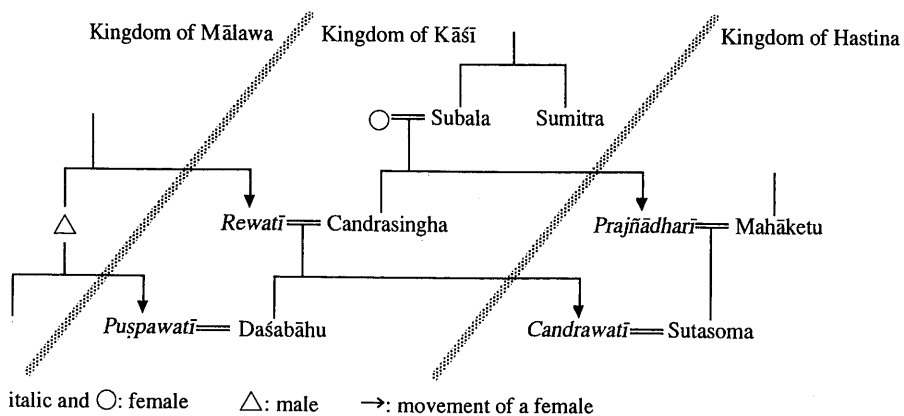 Kingdom of Mālawa Kingdom of Kāśī Kingdom of Hastina
Subala Sumitra
Rewatī Candrasingha Prajñādharī Mahāketu
Puṣpawatī Daśabāhu Candrawatī Sutasoma
italic and ○: female △: male →: movement of a female